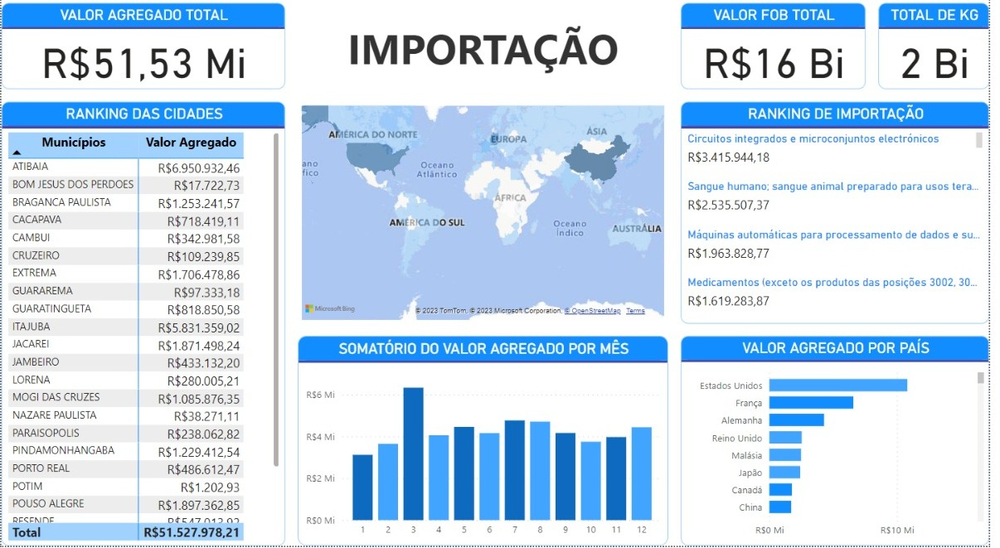 VALOR AGREGADO TOTAL
R$51,53 Mi
IMPORTAÇÃO
VALOR FOB TOTAL
R$16 Bi
TOTAL DE KG
2 Bi
RANKING DAS CIDADES
Municípios Valor Agregado
ATIBAIA R$6.950.932,46
BOM JESUS DOS PERDOES R$17.722,73
BRAGANCA PAULISTA R$1.253.241,57
CACAPAVA R$718.419,11
CAMBUI R$342.981,58
CRUZEIRO R$109.239,85
EXTREMA R$1.706.478,86
GUARAREMA R$97.333,18
GUARATINGUETA R$818.850,58
ITAJUBA R$5.831.359,02
JACAREI R$1.871.498,24
JAMBEIRO R$433.132,20
LORENA R$280.005,21
MOGI DAS CRUZES R$1.085.876,35
NAZARE PAULISTA R$38.271,11
PARAISOPOLIS R$238.062,82
PINDAMONHANGABA R$1.229.412,54
PORTO REAL R$486.612,47
POTIM R$1.202,93
POUSO ALEGRE R$1.897.362,85
RESENDE R$547.013,92
Total R$51.527.978,21
AMÉRICA DO NORTE
EUROPA
ÁSIA
ano
fico
Oceano
Atlântico
ÁFRICA
AMÉRICA DO SUL
Oceano
Índico
AUSTRÁLIA
Microsoft Bing
© 2023 TomTom, © 2023 Microsoft Corporation, © OpenStreetMap Terms
RANKING DE IMPORTAÇÃO
Circuitos integrados e microconjuntos electrónicos
R$3.415.944,18
Sangue humano; sangue animal preparado para usos tera...
R$2.535.507,37
Máquinas automáticas para processamento de dados e su...
R$1.963.828,77
Medicamentos (exceto os produtos das posições 3002, 30...
R$1.619.283,87
SOMATÓRIO DO VALOR AGREGADO POR MÊS
R$6 Mi
R$4 Mi
R$2 Mi
R$0 Mi
1 2 3 4 5 6 7 8 9 10 11 12
VALOR AGREGADO POR PAÍS
Estados Unidos
França
Alemanha
Reino Unido
Malásia
Japão
Canadá
China
R$0 Mi R$10 Mi